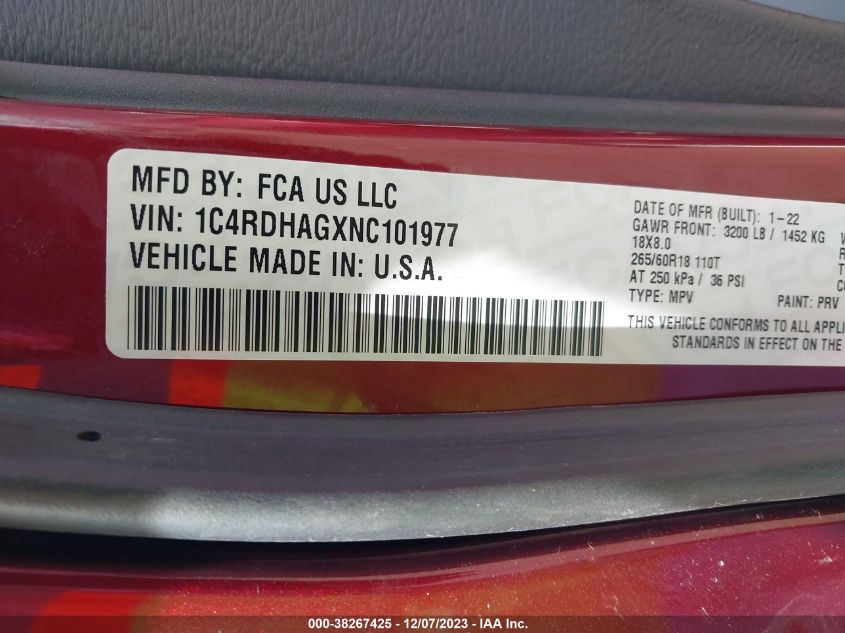 MFD BY: FCA US LLC
VIN: 1C4RDHAGXNC101977
VEHICLE MADE IN: U.S.A.
DATE OF MFR (BUILT): 1-22
GAWR FRONT: 3200 LB / 1452 KG
18X8.0
265/60R18 110T
AT 250 kPa / 36 PSI
TYPE: MPV PAINT: PRV
THIS VEHICLE CONFORMS TO ALL APPLI
STANDARDS IN EFFECT ON THE
000-38267425 - 12/07/2023 - IAA Inc.